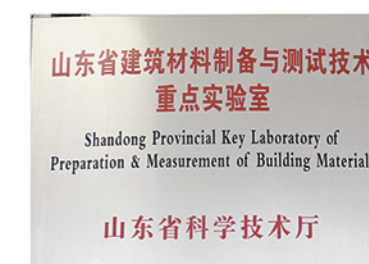 山东省建筑材料制备与测试技术
重点实验室
Shandong Provincial Key Laboratory of
Preparation & Measurement of Building Material
山东省科学技术厅